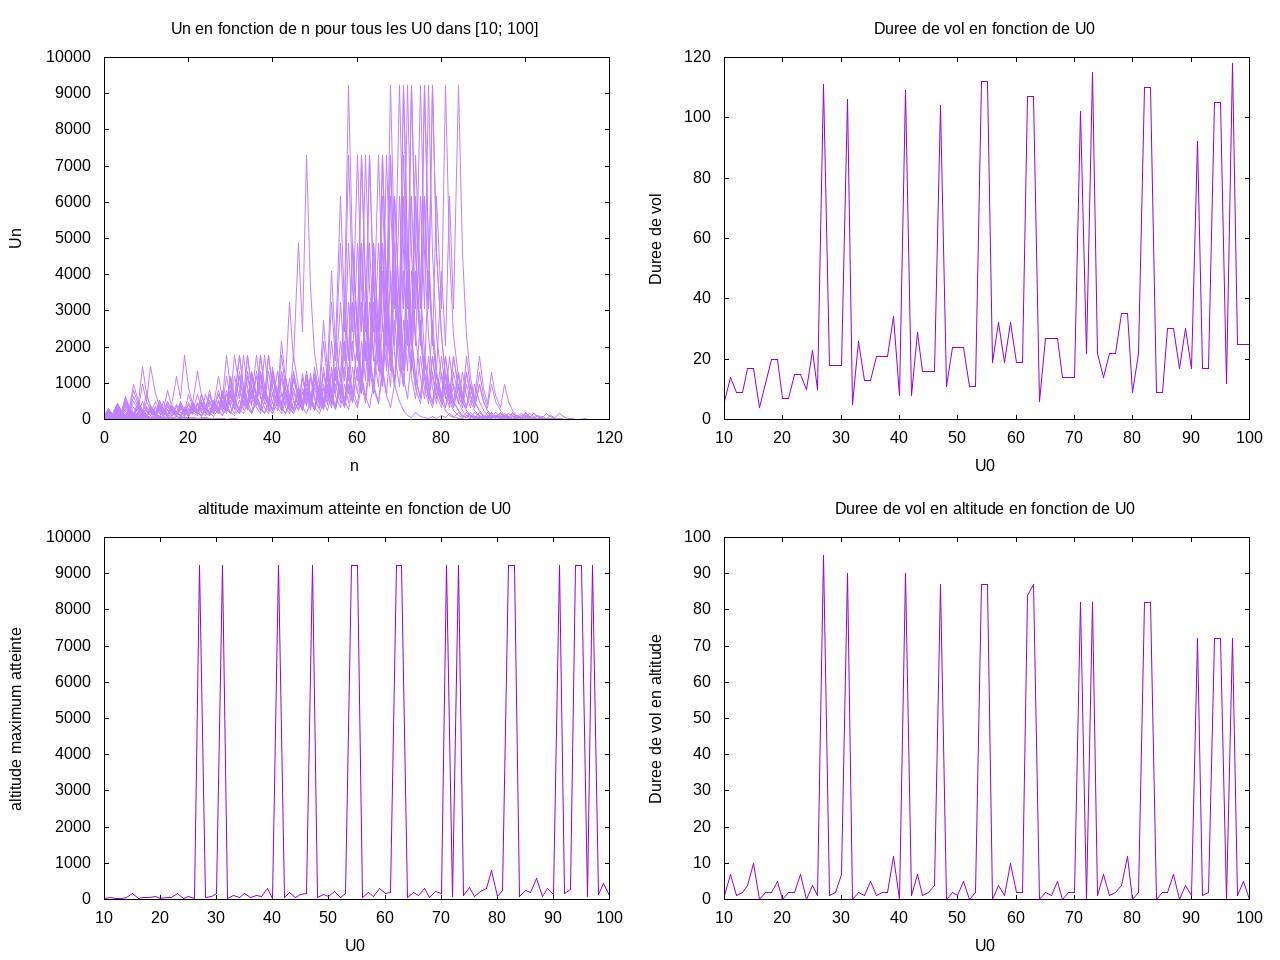 Un en fonction de n pour tous les U0 dans [10; 100]
10000
9000
8000
7000
6000
5000
4000
3000
2000
1000
0
Un
0 20 40 60 80 100 120
n
Duree de vol en fonction de U0
120
100
80
60
40
20
0
Duree de vol
10 20 30 40 50 60 70 80 90 100
U0
altitude maximum atteinte en fonction de U0
10000
9000
8000
7000
6000
5000
4000
3000
2000
1000
0
altitude maximum atteinte
10 20 30 40 50 60 70 80 90 100
U0
Duree de vol en altitude en fonction de U0
100
90
80
70
60
50
40
30
20
10
0
Duree de vol en altitude
10 20 30 40 50 60 70 80 90 100
U0